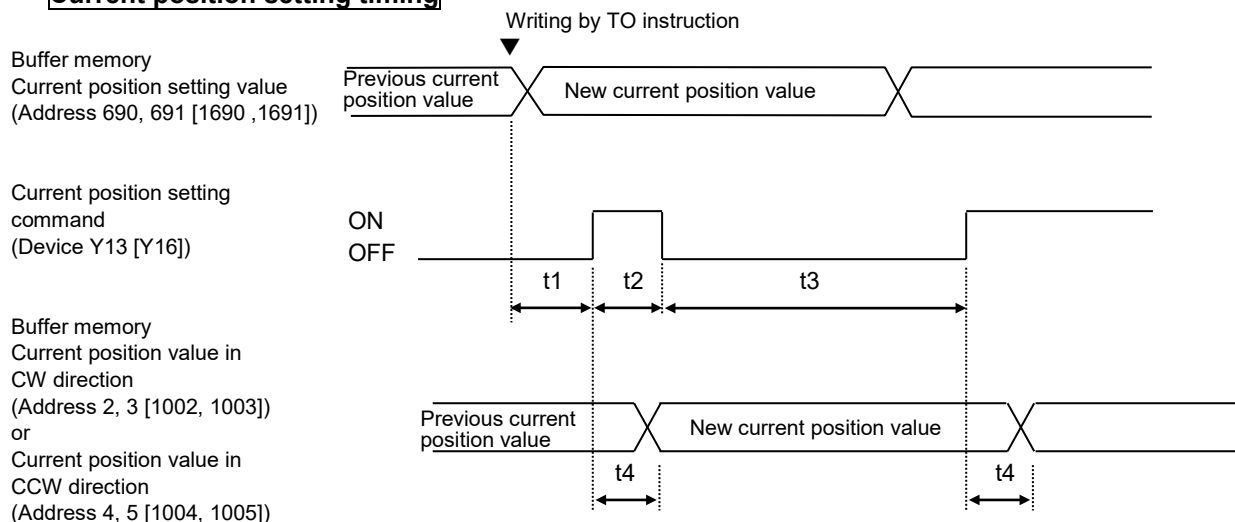 Current position setting timing
Writing by TO instruction
Buffer memory
Current position setting value
(Address 690, 691 [1690 ,1691])
Previous current
position value
New current position value
Current position setting
command
(Device Y13 [Y16])
ON
OFF
t1
t2
t3
Buffer memory
Current position value in
CW direction
(Address 2, 3 [1002, 1003])
or
Current position value in
CCW direction
(Address 4, 5 [1004, 1005])
Previous current
position value
New current position value
t4
t4